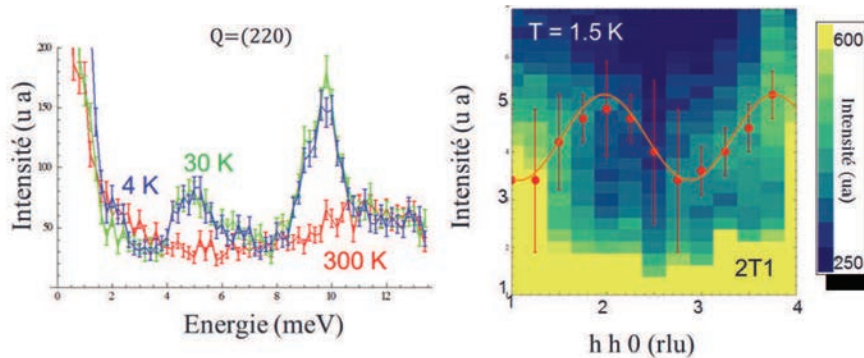 Q=(220)
Intensité (u a)
200
150
100
50
4 K
30 K
300 K
0
2
4
6
8
10
12
Energie (meV)
T = 1.5 K
Intensité (u a)
5
4
3
2
1
1
2
3
4
2T1
h h 0 (rlu)
600
Intensité (ua)
250